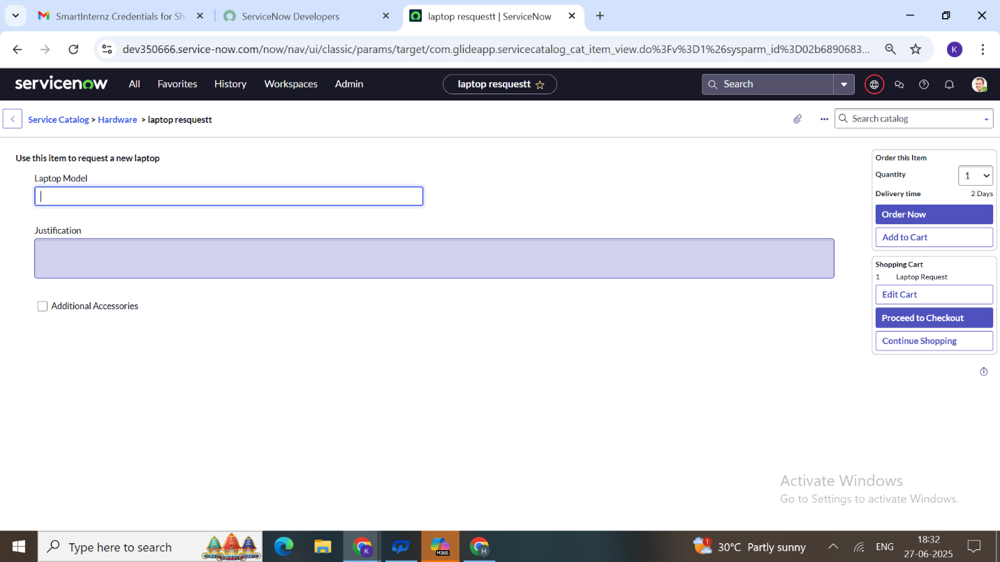 SmartInternz Credentials for Sh
ServiceNow Developers
laptop resquestt | ServiceNow
dev350666.service-now.com/now/nav/ui/classic/params/target/com.glideapp.servicecatalog_cat_item_view.do%3Fv%3D1%26sysparm_id%3D02b6890683...
K
servicenow All Favorites History Workspaces Admin laptop resquestt Search
Service Catalog > Hardware > laptop resquestt
Search catalog
Use this item to request a new laptop
Laptop Model
Justification
Additional Accessories
Order this Item
Quantity 1
Delivery time 2 Days
Order Now
Add to Cart
Shopping Cart
1 Laptop Request
Edit Cart
Proceed to Checkout
Continue Shopping
Activate Windows
Go to Settings to activate Windows.
Type here to search
K
M365
H
1
30°C Partly sunny
ENG
18:32
27-06-2025